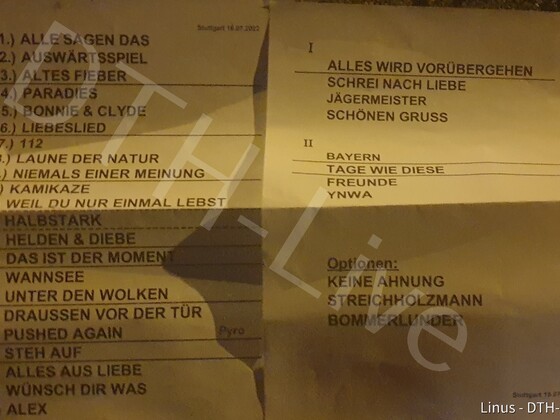 Stuttgart 16.07.2022
1.) ALLE SAGEN DAS
2.) AUSWÄRTSSPIEL
3.) ALTES FIEBER
4.) PARADIES
5.) BONNIE & CLYDE
6.) LIEBESLIED
7.) 112
.) LAUNE DER NATUR
.) NIEMALS EINER MEINUNG
) KAMIKAZE
WEIL DU NUR EINMAL LEBST
HALBSTARK
HELDEN & DIEBE
DAS IST DER MOMENT
WANNSEE
UNTER DEN WOLKEN
DRAUSSEN VOR DER TÜR
PUSHED AGAIN Pyro
STEH AUF
ALLES AUS LIEBE
WÜNSCH DIR WAS
ALEX
I
ALLES WIRD VORÜBERGEHEN
SCHREI NACH LIEBE
JÄGERMEISTER
SCHÖNEN GRUSS
II
BAYERN
TAGE WIE DIESE
FREUNDE
YNWA
Optionen:
KEINE AHNUNG
STREICHHOLZMANN
BOMMERLUNDER
Stuttgart 16.07
DTH-Live
Linus - DTH-